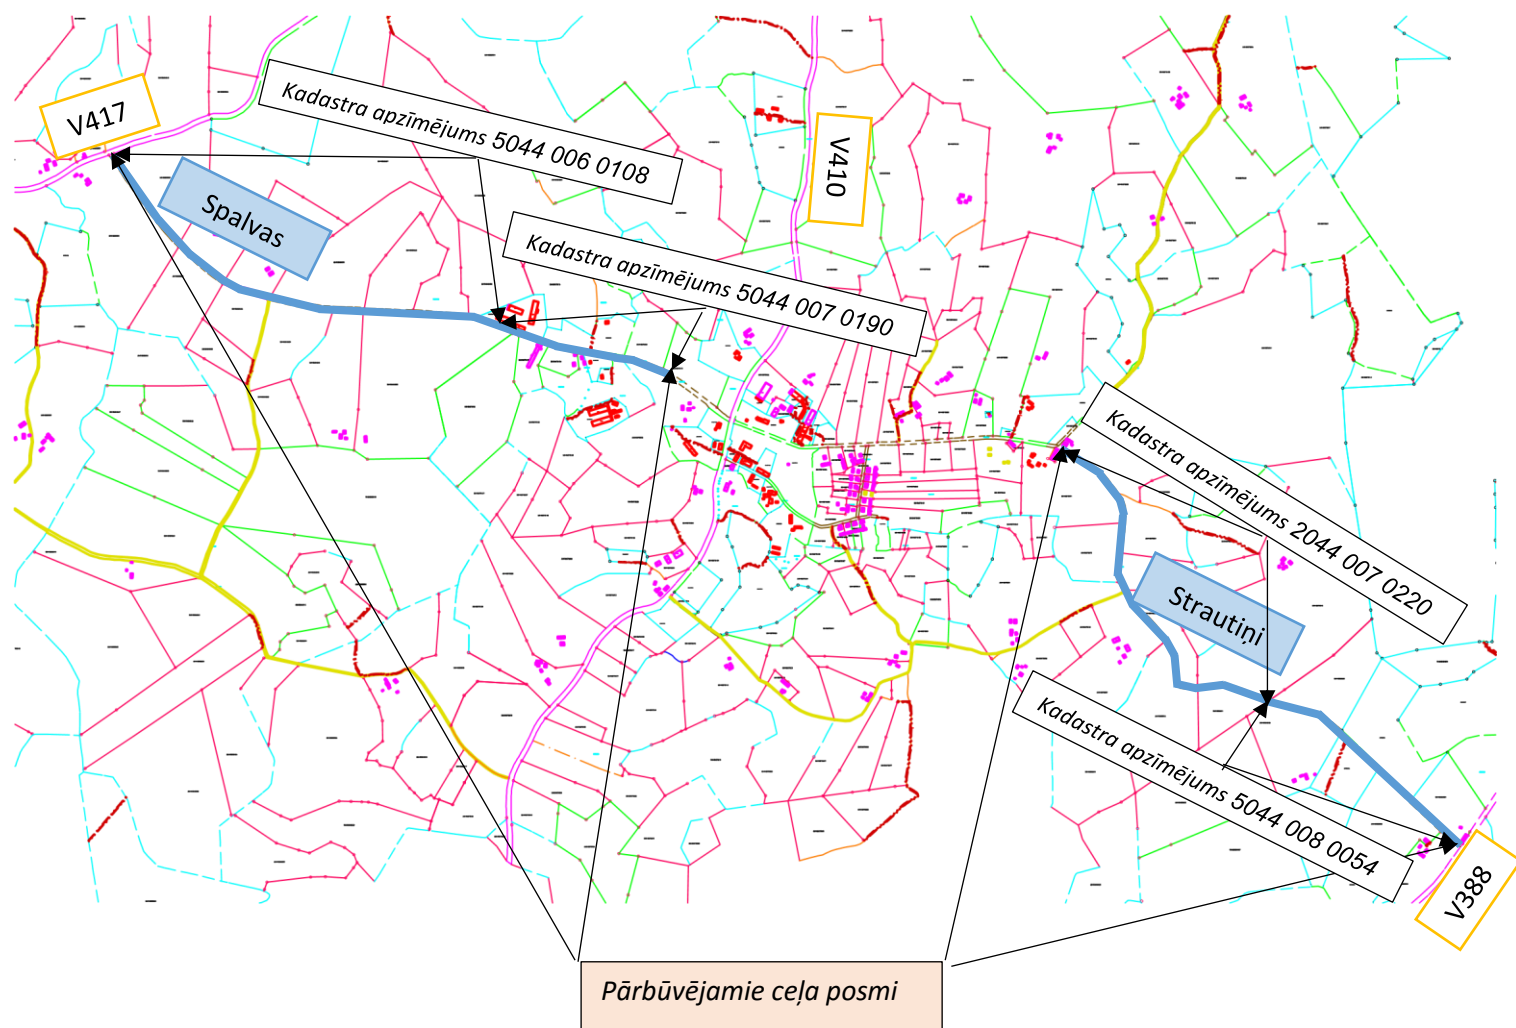 V417
Kadastra apzīmējums 5044 006 0108
V410
Spalvas
Kadastra apzīmējums 5044 007 0190
Kadastra apzīmējums 2044 007 0220
Strautiņi
Kadastra apzīmējums 5044 008 0054
V388
Pārbūvējamie ceļa posmi